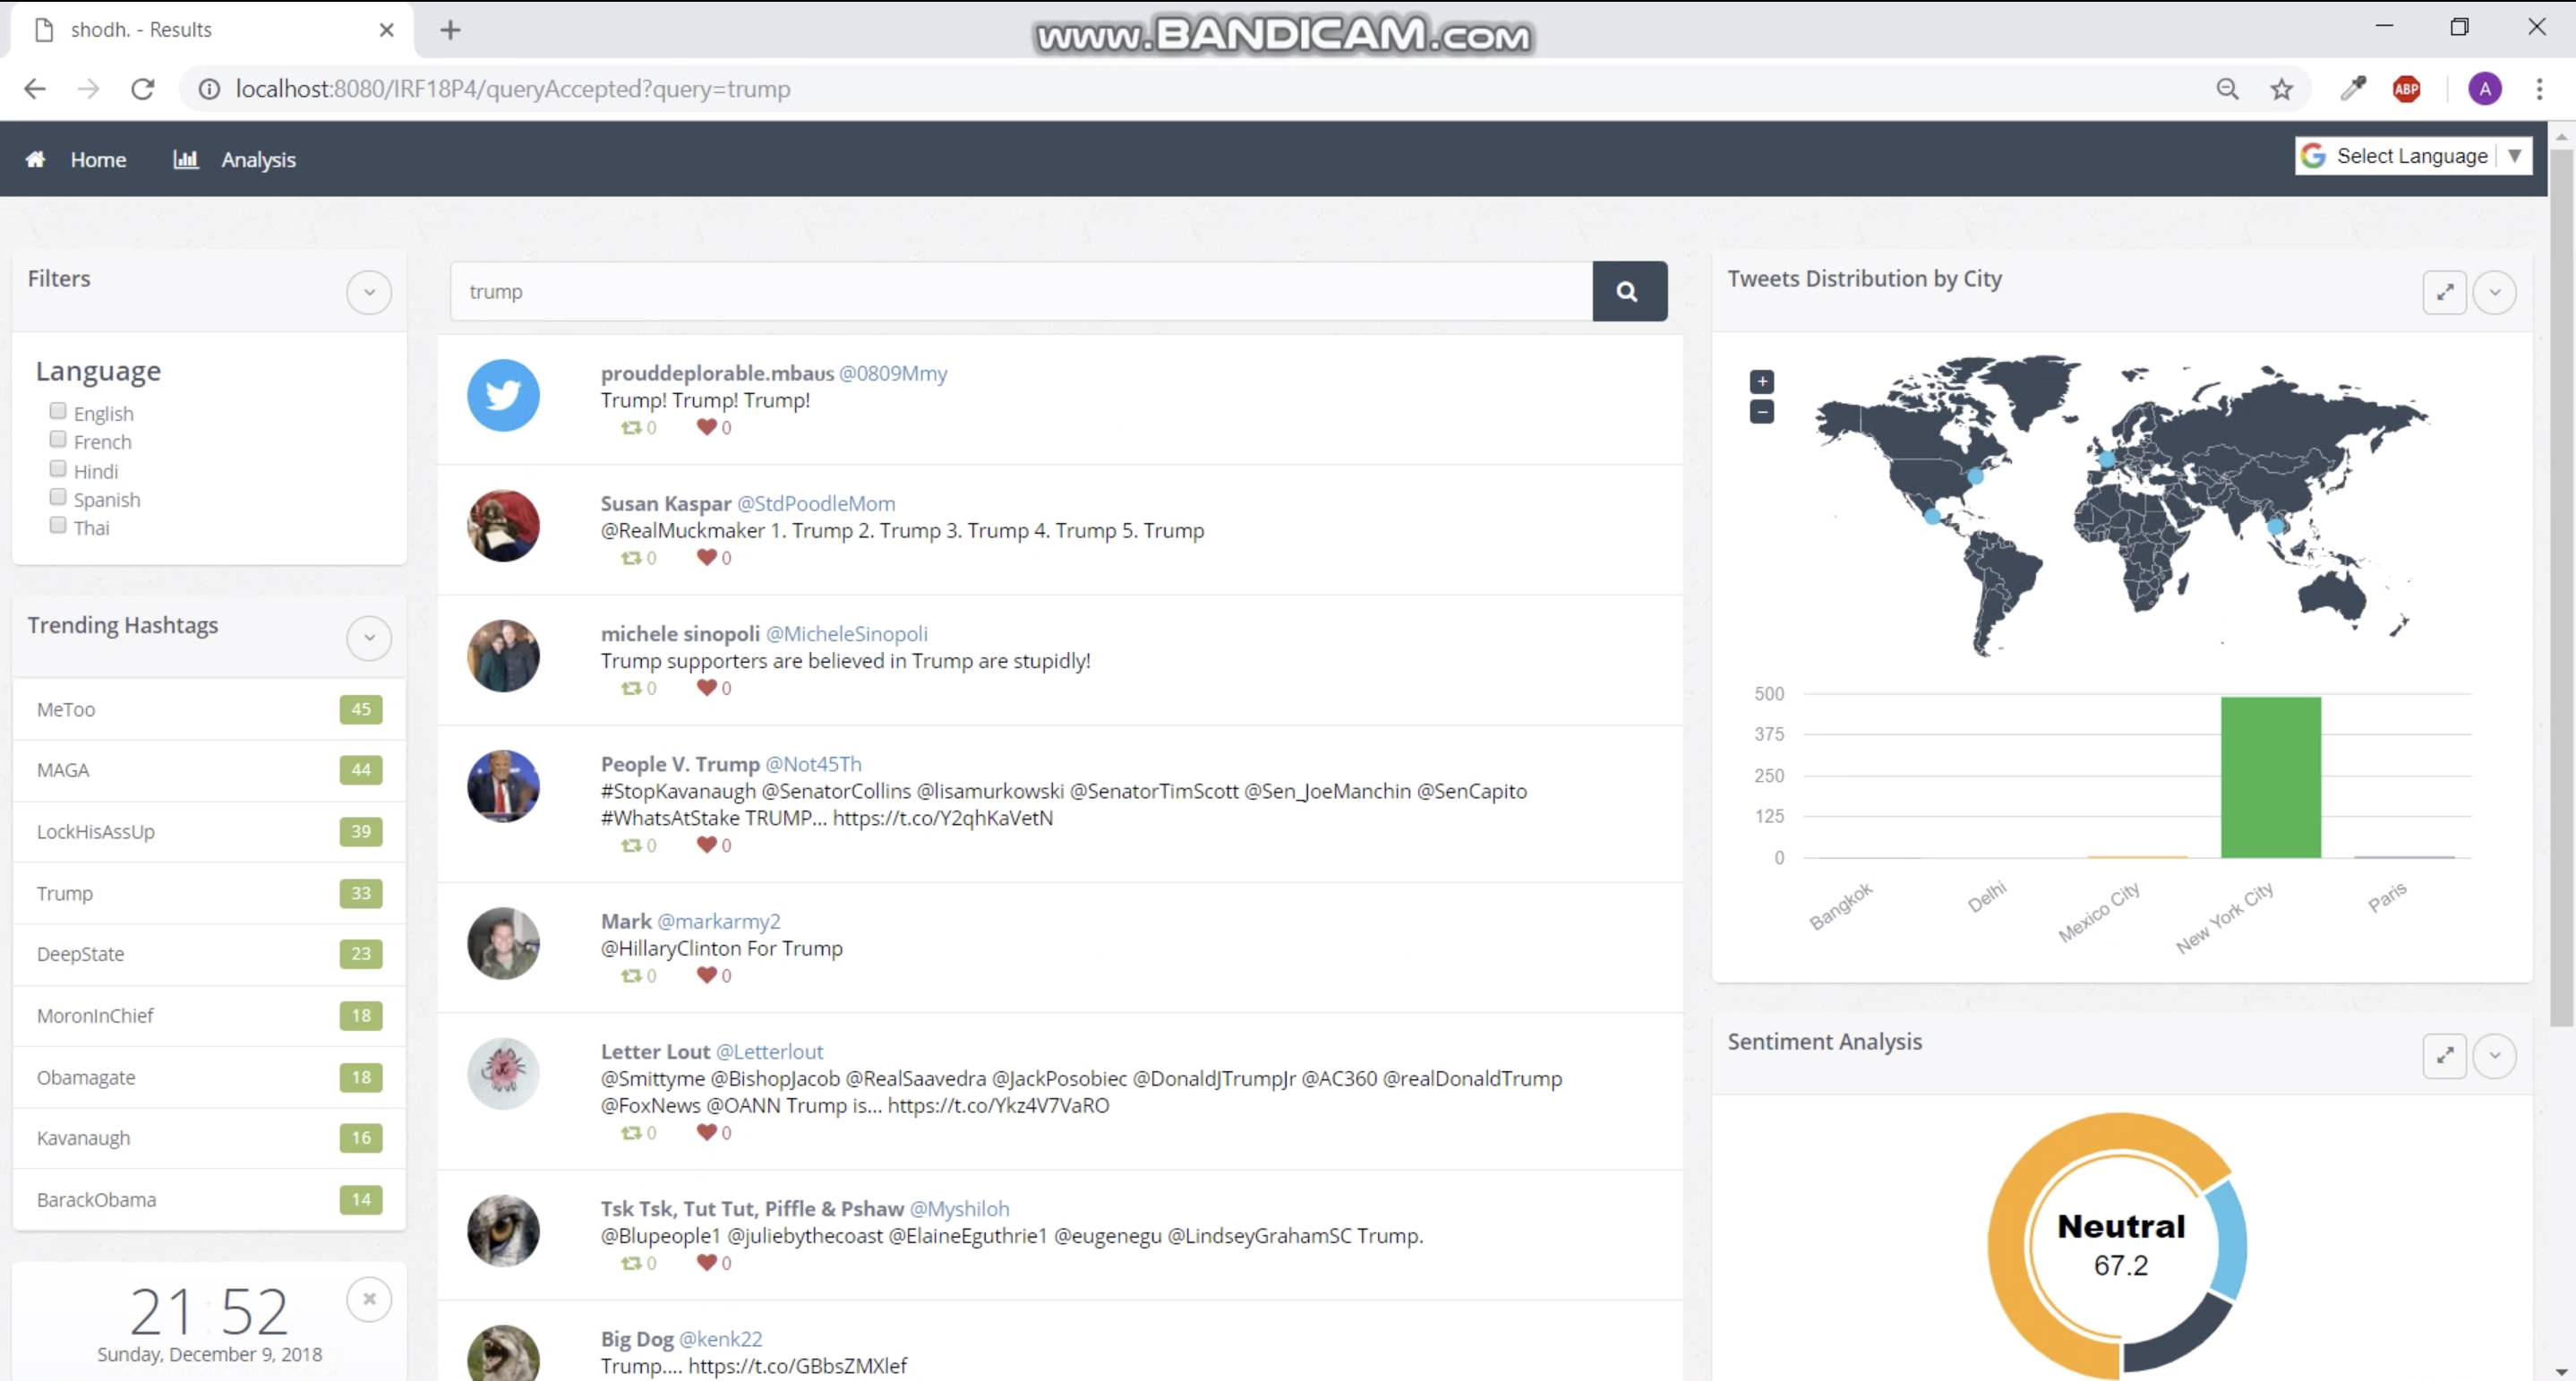 shodh. - Results
www.BANDICAM.com
localhost:8080/IRF18P4/queryAccepted?query=trump
ABP
A
Home
Analysis
Select Language
Filters
Language
English
French
Hindi
Spanish
Thai
Trending Hashtags
MeToo 45
MAGA 44
LockHisAssUp 39
Trump 33
DeepState 23
MoronInChief 18
Obamagate 18
Kavanaugh 16
BarackObama 14
21:52
Sunday, December 9, 2018
trump
prouddeplorable.mbaus @0809Mmy
Trump! Trump! Trump!
0 0
Susan Kaspar @StdPoodleMom
@RealMuckmaker 1. Trump 2. Trump 3. Trump 4. Trump 5. Trump
0 0
michele sinopoli @MicheleSinopoli
Trump supporters are believed in Trump are stupidly!
0 0
People V. Trump @Not45Th
#StopKavanaugh @SenatorCollins @lisamurkowski @SenatorTimScott @Sen_JoeManchin @SenCapito
#WhatsAtStake TRUMP... https://t.co/Y2qhKaVetN
0 0
Mark @markarmy2
@HillaryClinton For Trump
0 0
Letter Lout @Letterlout
@Smittyme @BishopJacob @RealSaavedra @JackPosobiec @DonaldJTrumpJr @AC360 @realDonaldTrump
@FoxNews @OANN Trump is... https://t.co/Ykz4V7VaRO
0 0
Tsk Tsk, Tut Tut, Piffle & Pshaw @Myshiloh
@Blupeople1 @juliebythecoast @ElaineEguthrie1 @eugenegu @LindseyGrahamSC Trump.
0 0
Big Dog @kenk22
Trump.... https://t.co/GBbsZMXlef
Tweets Distribution by City
+
−
500
375
250
125
0
Bangkok
Delhi
Mexico City
New York City
Paris
Sentiment Analysis
Neutral
67.2